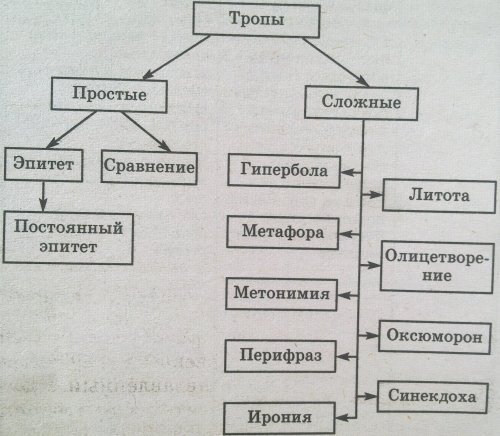 Тропы
Простые
Сложные
Эпитет
Сравнение
Постоянный
эпитет
Гипербола
Литота
Метафора
Олицетворе-
ние
Метонимия
Оксюморон
Перифраз
Синекдоха
Ирония